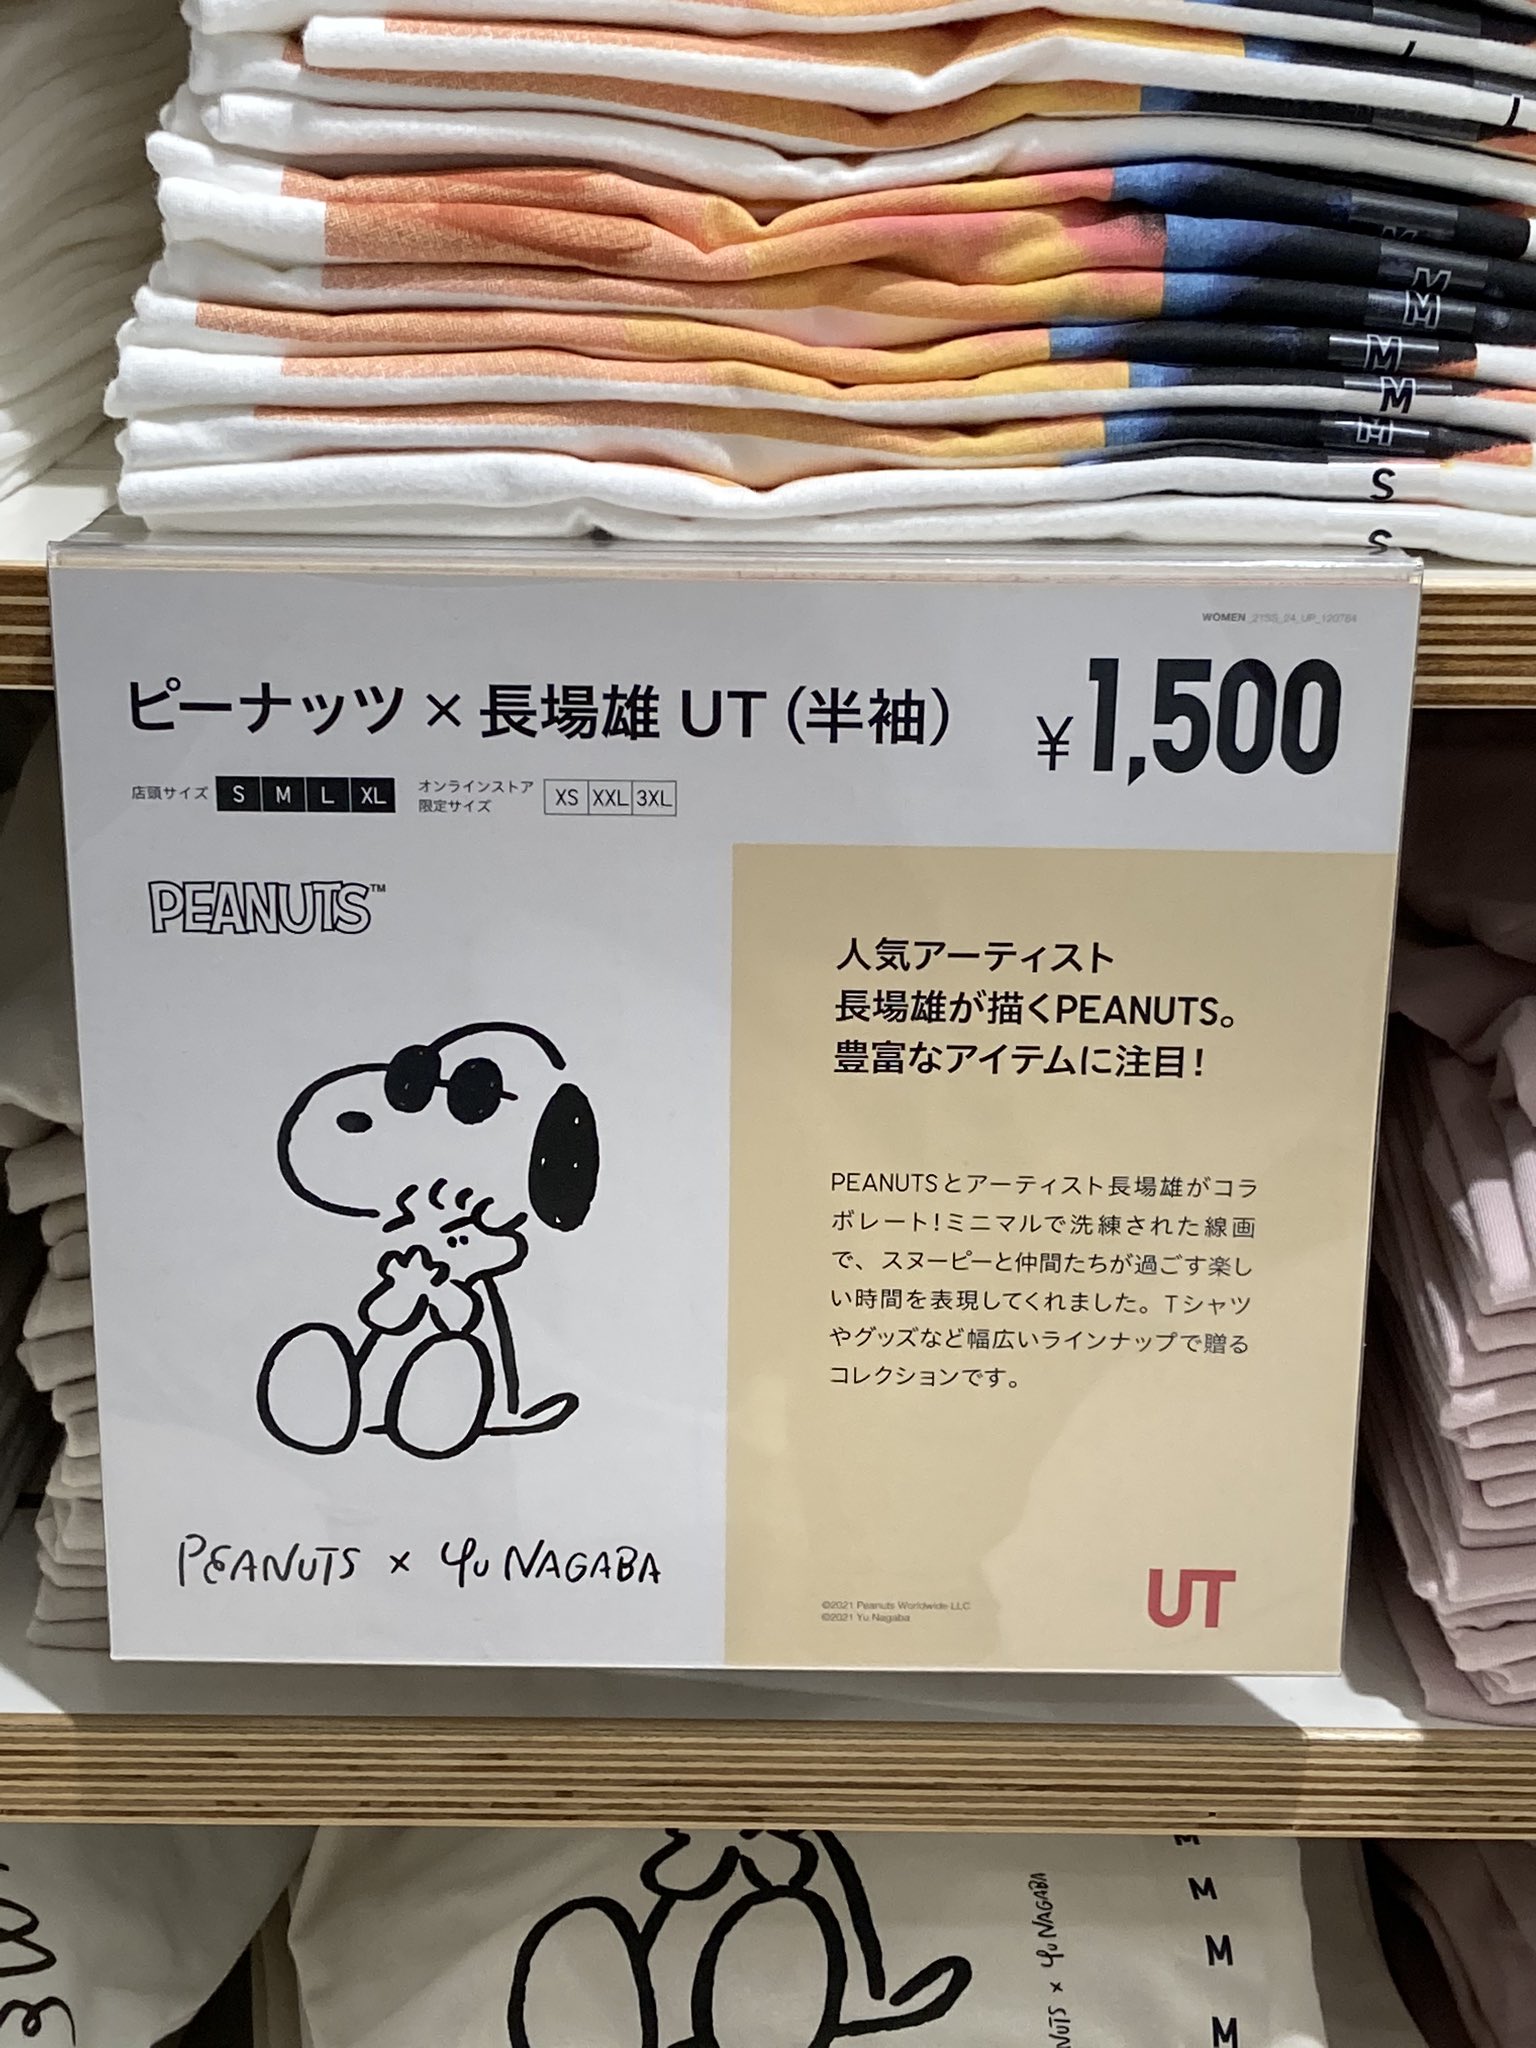 M
M
M
M
M
S
S
WOMEN_21SS_24_UP_120784
ピーナッツ × 長場雄 UT (半袖)
¥1,500
店頭サイズ S M L XL
オンラインストア
限定サイズ
XS XXL 3XL
PEANUTS™
人気アーティスト
長場雄が描くPEANUTS。
豊富なアイテムに注目!
PEANUTSとアーティスト長場雄がコラ
ボレート!ミニマルで洗練された線画
で、スヌーピーと仲間たちが過ごす楽し
い時間を表現してくれました。Tシャツ
やグッズなど幅広いラインナップで贈る
コレクションです。
PEANUTS × YU NAGABA
©2021 Peanuts Worldwide LLC
©2021 Yu Nagaba
UT
M
M
M
M
NUTS × YU NAGABA